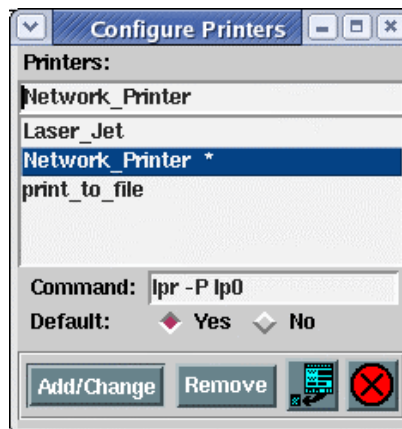 Configure Printers
Printers:
Network_Printer
Laser_Jet
Network_Printer *
print_to_file
Command: lpr -P lp0
Default: Yes No
Add/Change Remove